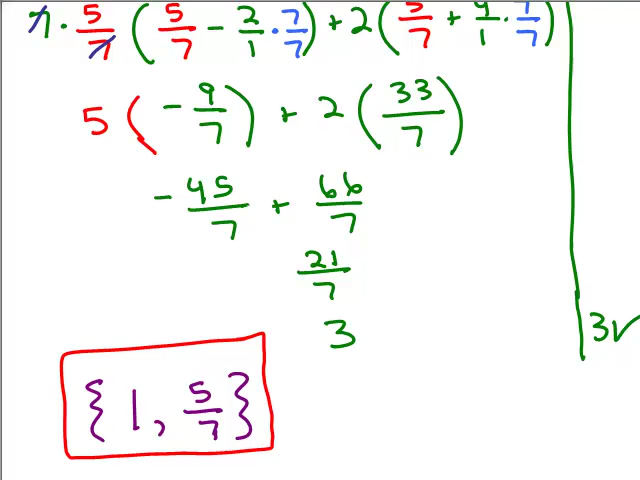 7 · 5/7 ( 5/7 − 2/1 · 7/7 ) + 2 ( 5/7 + 4/1 · 7/7 )
5 ( − 9/7 ) + 2 ( 33/7 )
− 45/7 + 66/7
21/7
3 3✓
{ 1, 5/7 }